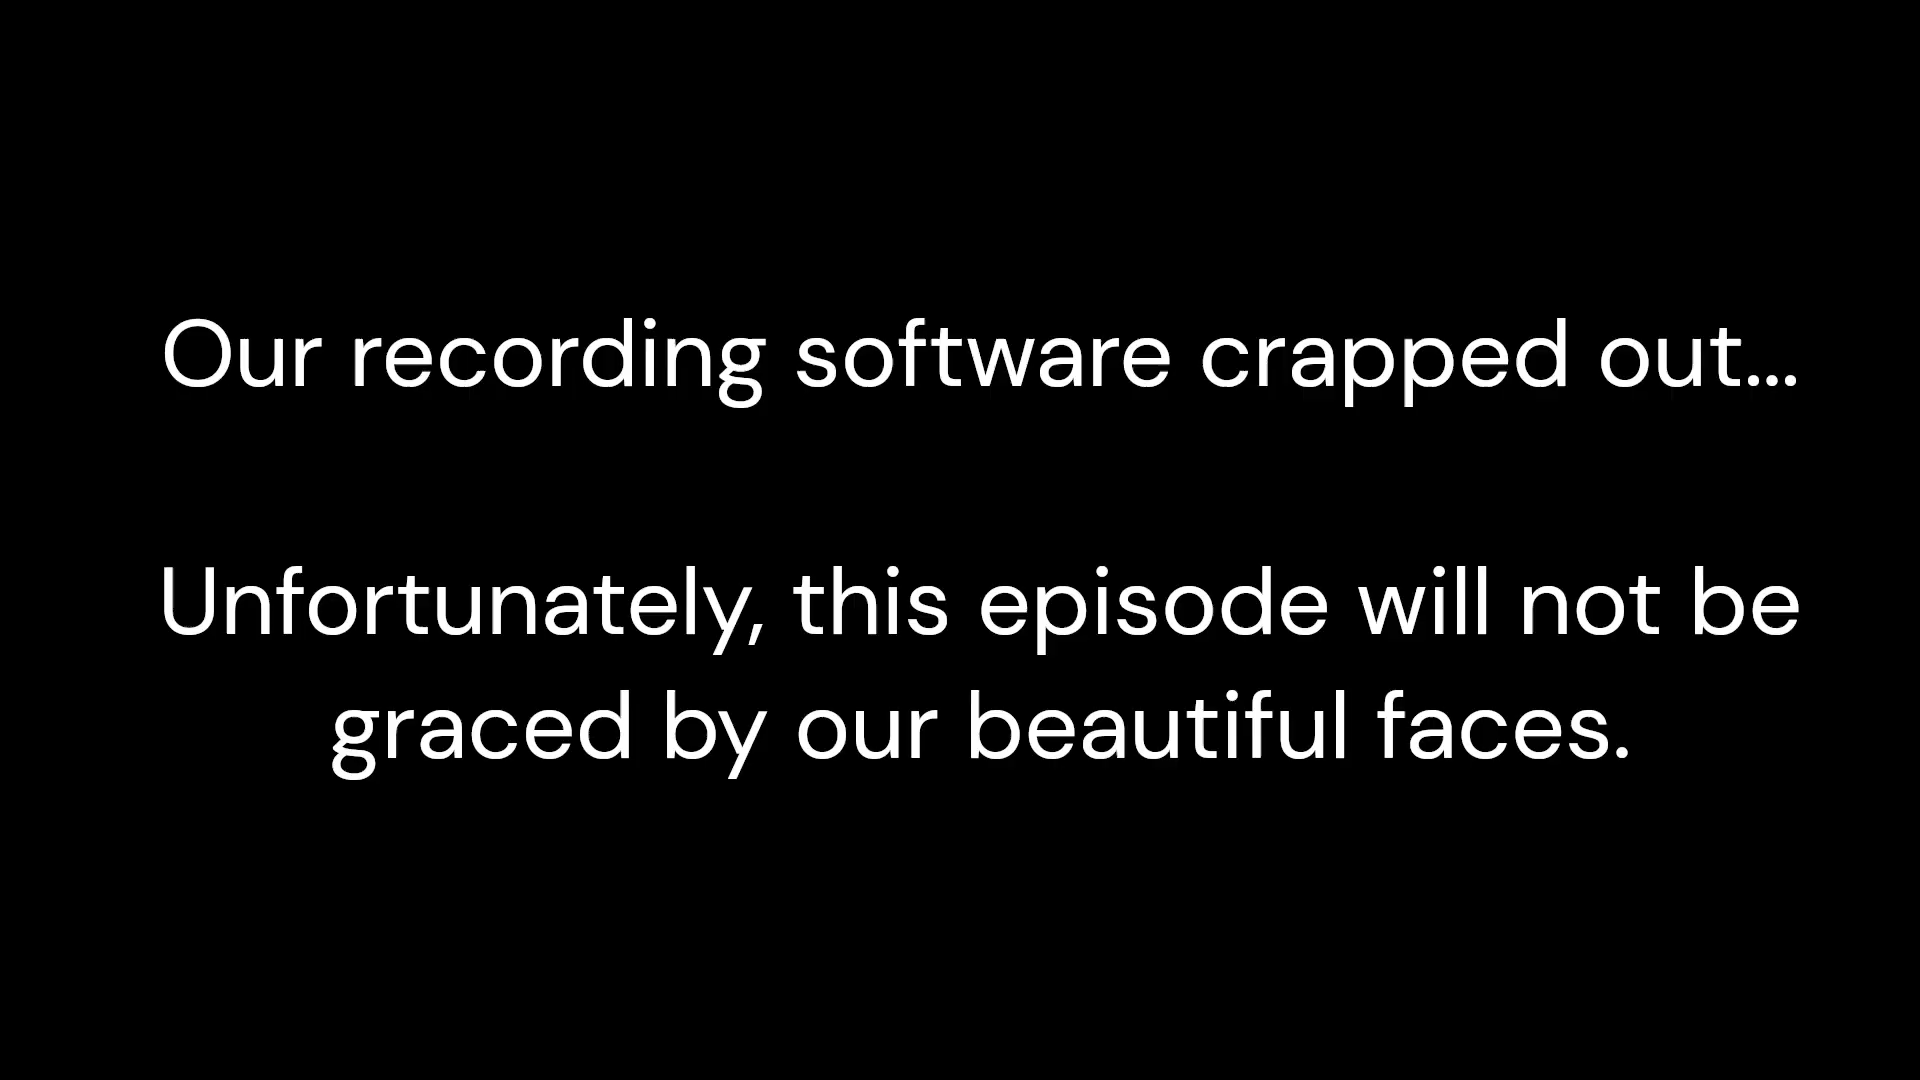 Our recording software crapped out...
Unfortunately, this episode will not be
graced by our beautiful faces.